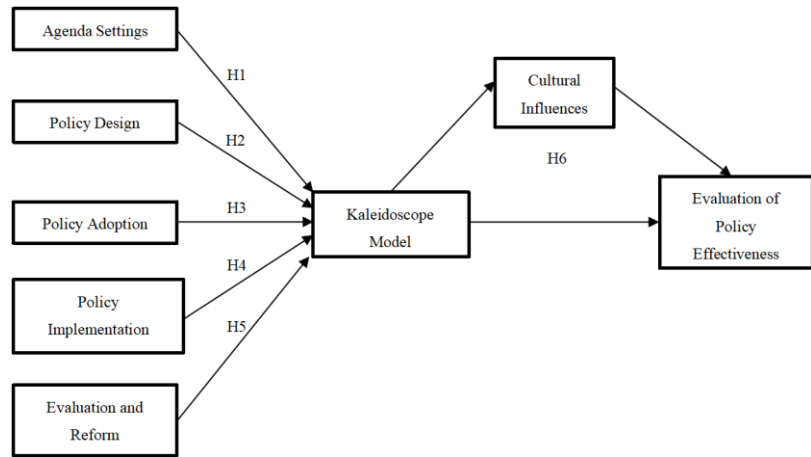 Agenda Settings
H1
Policy Design
H2
Policy Adoption
H3
Policy
Implementation
H4
Evaluation and
Reform
H5
Kaleidoscope
Model
Cultural
Influences
H6
Evaluation of
Policy
Effectiveness